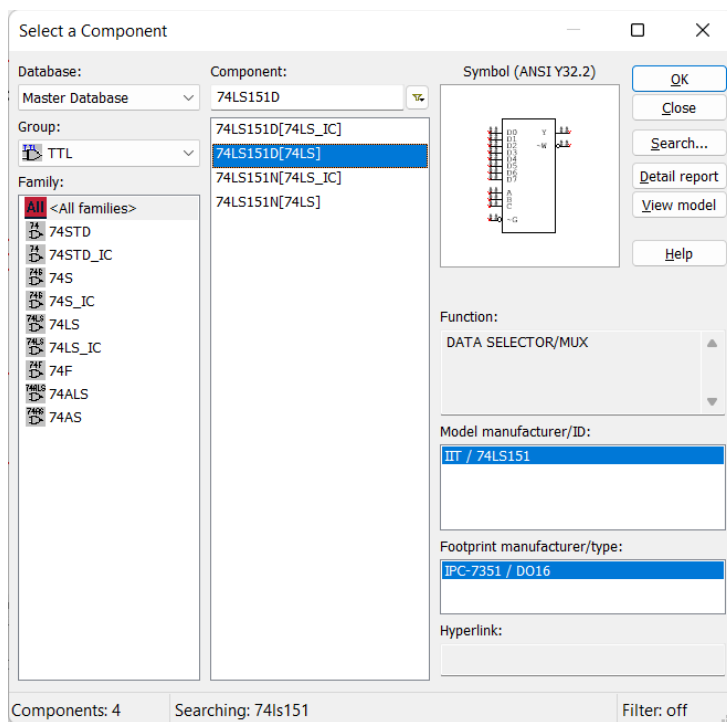 Select a Component
Database:
Master Database
Group:
TTL
Family:
All <All families>
74STD
74STD_IC
74S
74S_IC
74LS
74LS_IC
74F
74ALS
74AS
Component:
74LS151D
74LS151D[74LS_IC]
74LS151D[74LS]
74LS151N[74LS_IC]
74LS151N[74LS]
Symbol (ANSI Y32.2)
D0
D1
D2
D3
D4
D5
D6
D7
A
B
C
~G
Y
~W
OK
Close
Search...
Detail report
View model
Help
Function:
DATA SELECTOR/MUX
Model manufacturer/ID:
IIT / 74LS151
Footprint manufacturer/type:
IPC-7351 / DO16
Hyperlink:
Components: 4
Searching: 74ls151
Filter: off